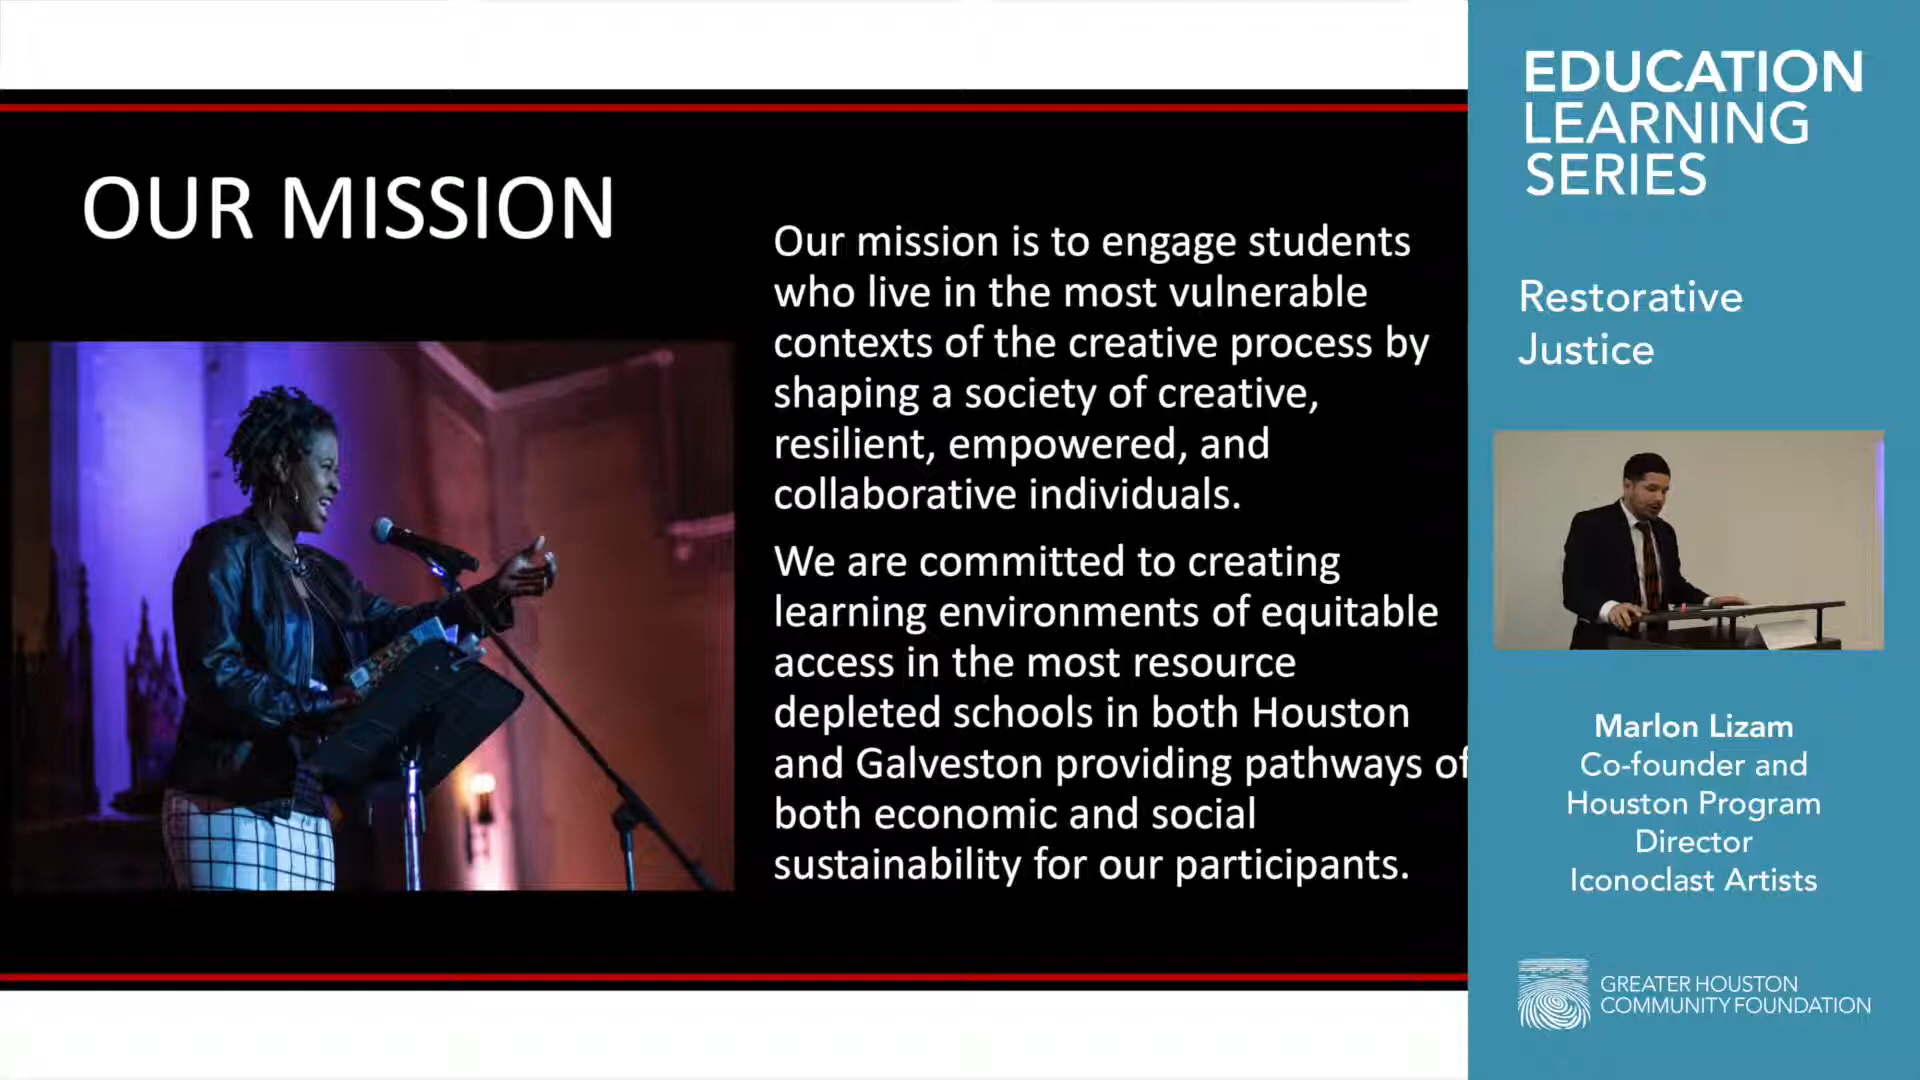 OUR MISSION
Our mission is to engage students
who live in the most vulnerable
contexts of the creative process by
shaping a society of creative,
resilient, empowered, and
collaborative individuals.
We are committed to creating
learning environments of equitable
access in the most resource
depleted schools in both Houston
and Galveston providing pathways of
both economic and social
sustainability for our participants.
EDUCATION
LEARNING
SERIES
Restorative
Justice
Marlon Lizam
Co-founder and
Houston Program
Director
Iconoclast Artists
GREATER HOUSTON
COMMUNITY FOUNDATION